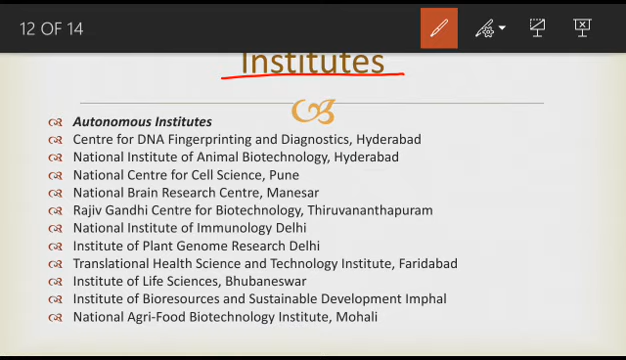 12 OF 14
Institutes
Autonomous Institutes
Centre for DNA Fingerprinting and Diagnostics, Hyderabad
National Institute of Animal Biotechnology, Hyderabad
National Centre for Cell Science, Pune
National Brain Research Centre, Manesar
Rajiv Gandhi Centre for Biotechnology, Thiruvananthapuram
National Institute of Immunology Delhi
Institute of Plant Genome Research Delhi
Translational Health Science and Technology Institute, Faridabad
Institute of Life Sciences, Bhubaneswar
Institute of Bioresources and Sustainable Development Imphal
National Agri-Food Biotechnology Institute, Mohali